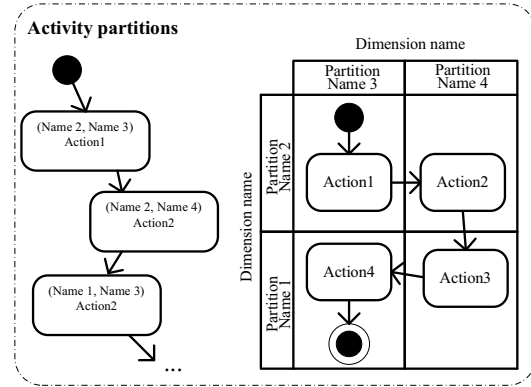 Activity partitions
(Name 2, Name 3)
Action1
(Name 2, Name 4)
Action2
(Name 1, Name 3)
Action2
...
Dimension name
Partition
Name 3
Partition
Name 4
Dimension name
Partition
Name 2
Partition
Name 1
Action1
Action2
Action4
Action3